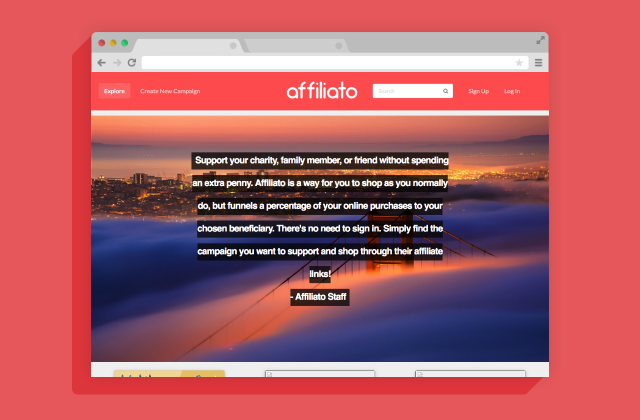 Explore
Create New Campaign
affiliato
Search
Sign Up
Log In
Support your charity, family member, or friend without spending
an extra penny. Affiliato is a way for you to shop as you normally
do, but funnels a percentage of your online purchases to your
chosen beneficiary. There's no need to sign in. Simply find the
campaign you want to support and shop through their affiliate
links!
- Affiliato Staff